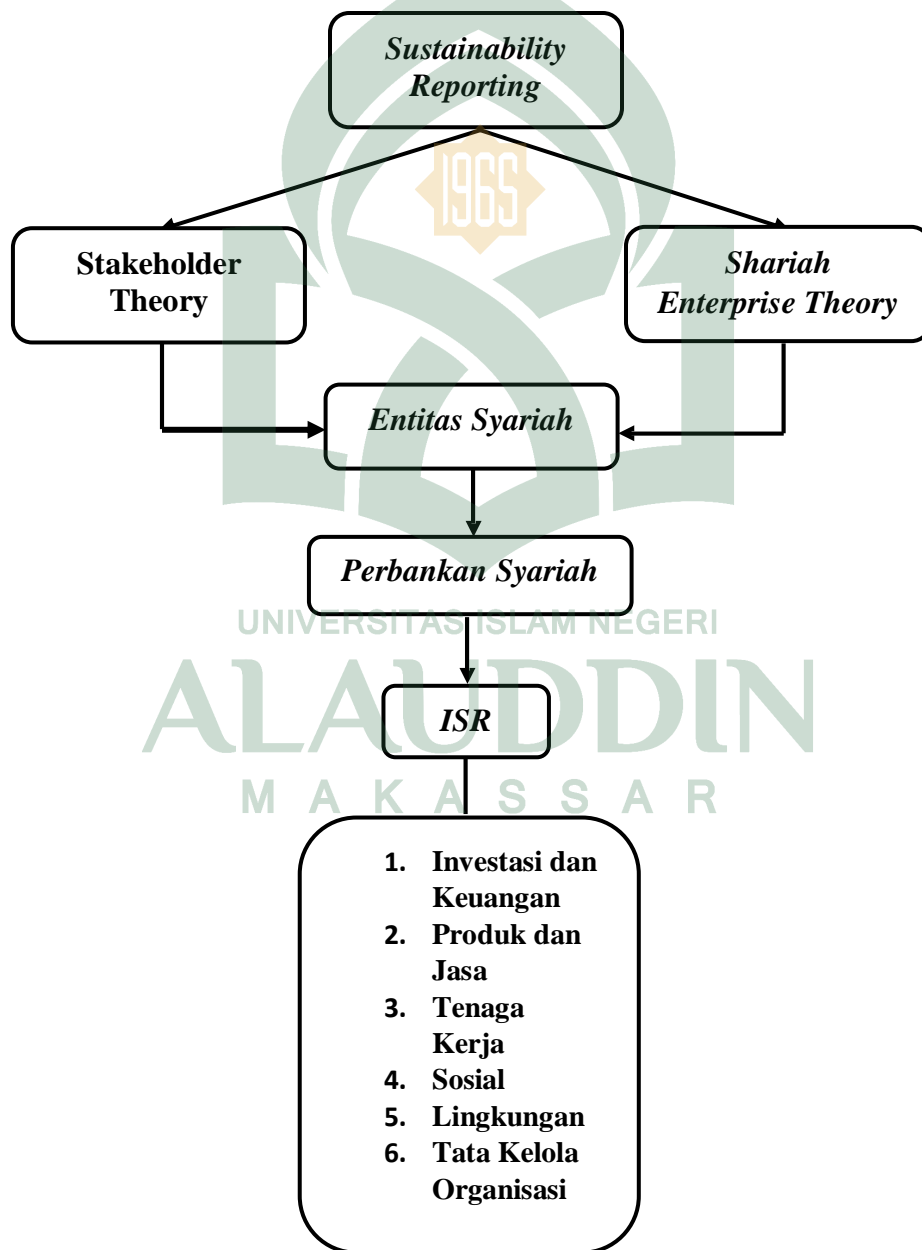 Sustainability
Reporting
1965
Stakeholder
Theory
Shariah
Enterprise Theory
Entitas Syariah
Perbankan Syariah
UNIVERSITAS ISLAM NEGERI
ALAUDDIN
ISR
MAKASSAR
1. Investasi dan
Keuangan
2. Produk dan
Jasa
3. Tenaga
Kerja
4. Sosial
5. Lingkungan
6. Tata Kelola
Organisasi